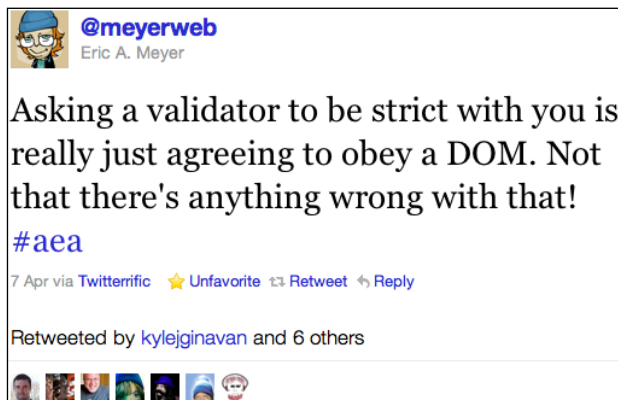 @meyerweb
Eric A. Meyer
Asking a validator to be strict with you is
really just agreeing to obey a DOM. Not
that there's anything wrong with that!
#aea
7 Apr via Twitterrific Unfavorite Retweet Reply
Retweeted by kylejginavan and 6 others